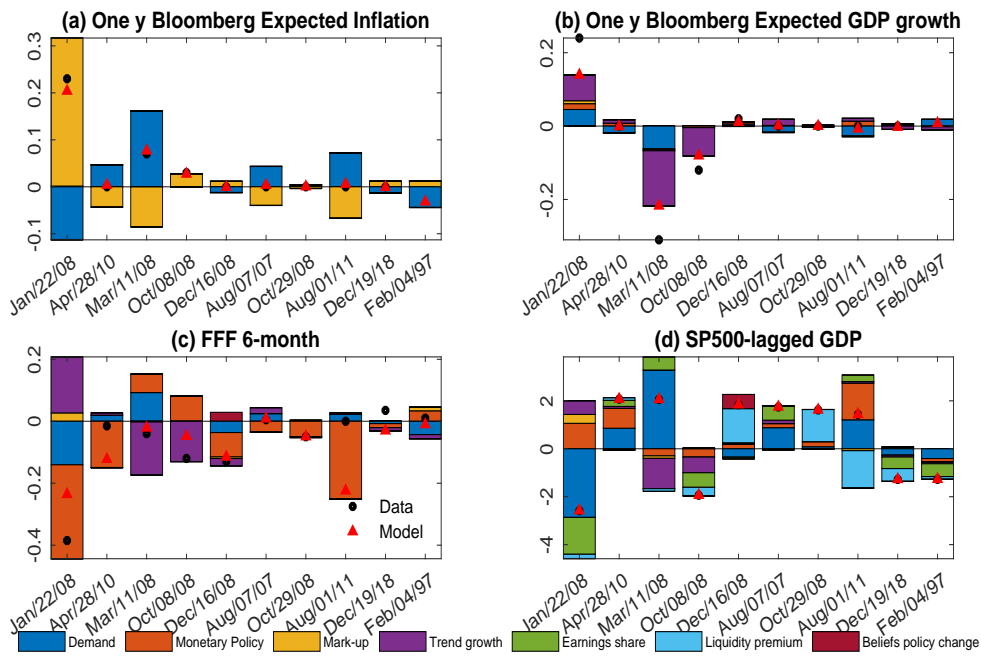 (a) One y Bloomberg Expected Inflation
0.3
0.2
0.1
0
-0.1
Jan/22/08
Apr/28/10
Mar/11/08
Oct/08/08
Dec/16/08
Aug/07/07
Oct/29/08
Aug/01/11
Dec/19/18
Feb/04/97
(b) One y Bloomberg Expected GDP growth
0.2
0
-0.2
Jan/22/08
Apr/28/10
Mar/11/08
Oct/08/08
Dec/16/08
Aug/07/07
Oct/29/08
Aug/01/11
Dec/19/18
Feb/04/97
(c) FFF 6-month
0.2
0
-0.2
-0.4
Data
Model
Jan/22/08
Apr/28/10
Mar/11/08
Oct/08/08
Dec/16/08
Aug/07/07
Oct/29/08
Aug/01/11
Dec/19/18
Feb/04/97
(d) SP500-lagged GDP
2
0
-2
-4
Jan/22/08
Apr/28/10
Mar/11/08
Oct/08/08
Dec/16/08
Aug/07/07
Oct/29/08
Aug/01/11
Dec/19/18
Feb/04/97
Demand Monetary Policy Mark-up Trend growth Earnings share Liquidity premium Beliefs policy change